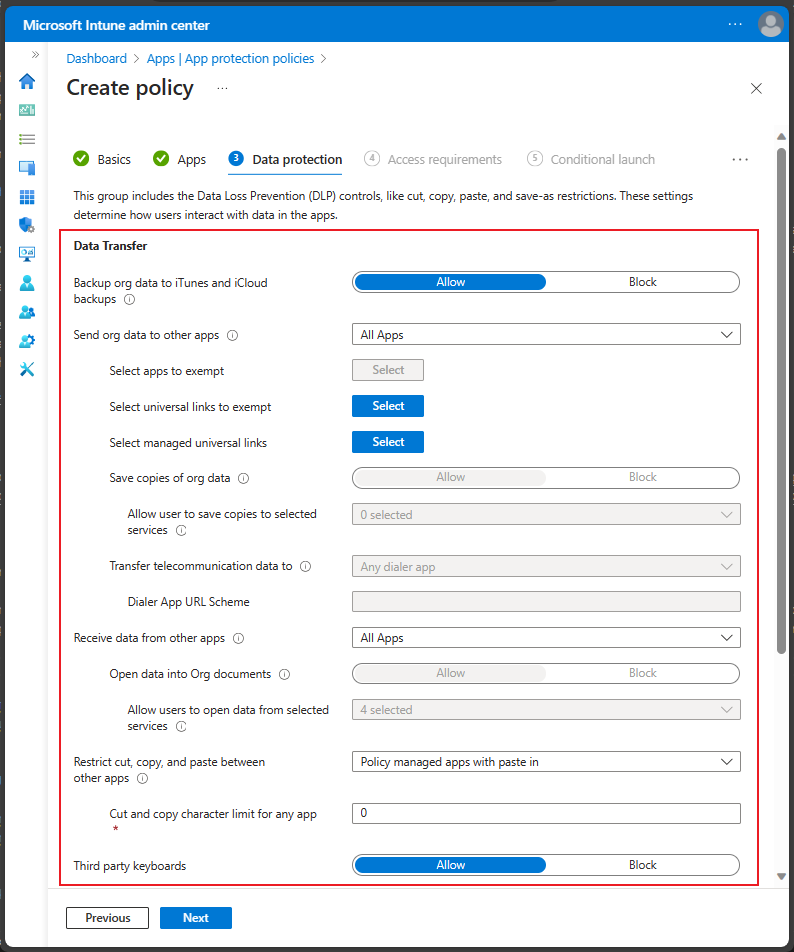 Microsoft Intune admin center
Dashboard > Apps | App protection policies >
Create policy
Basics
Apps
3 Data protection
4 Access requirements
5 Conditional launch
This group includes the Data Loss Prevention (DLP) controls, like cut, copy, paste, and save-as restrictions. These settings
determine how users interact with data in the apps.
Data Transfer
Backup org data to iTunes and iCloud
backups
Allow
Block
Send org data to other apps
All Apps
Select apps to exempt
Select
Select universal links to exempt
Select
Select managed universal links
Select
Save copies of org data
Allow
Block
Allow user to save copies to selected
services
0 selected
Transfer telecommunication data to
Any dialer app
Dialer App URL Scheme
Receive data from other apps
All Apps
Open data into Org documents
Allow
Block
Allow users to open data from selected
services
4 selected
Restrict cut, copy, and paste between
other apps
Policy managed apps with paste in
Cut and copy character limit for any app
*
0
Third party keyboards
Allow
Block
Previous
Next